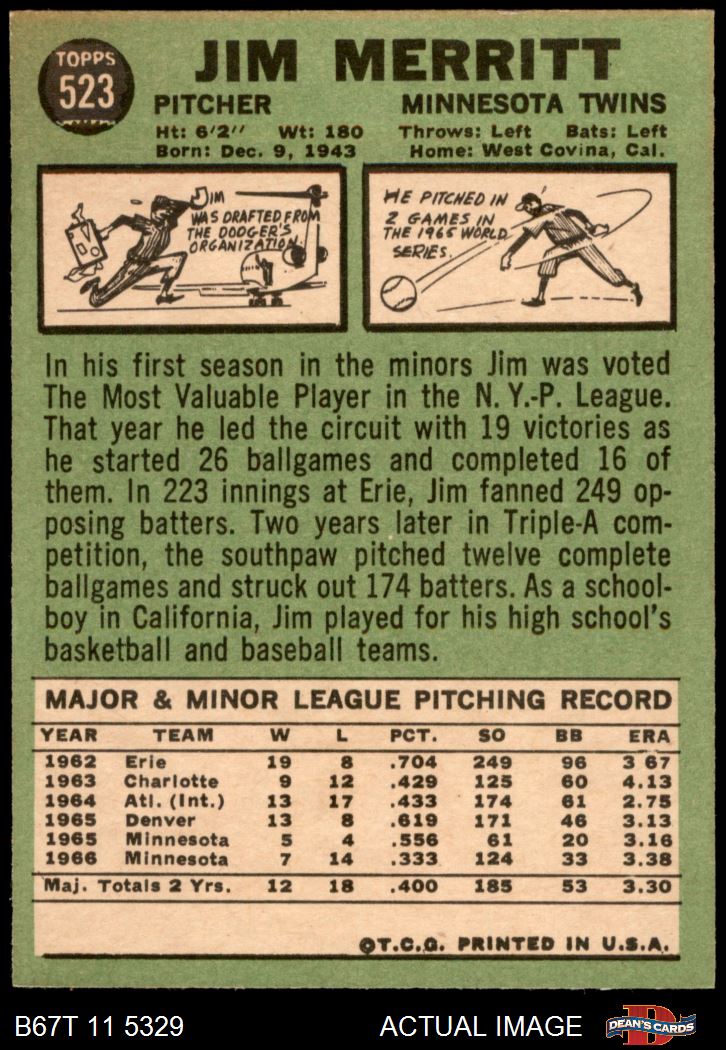 TOPPS
523
JIM MERRITT
PITCHER MINNESOTA TWINS
Ht: 6'2" Wt: 180 Throws: Left Bats: Left
Born: Dec. 9, 1943 Home: West Covina, Cal.
JIM
WAS DRAFTED FROM
THE DODGER'S
ORGANIZATION.
HE PITCHED IN
2 GAMES IN
THE 1965 WORLD
SERIES.
In his first season in the minors Jim was voted
The Most Valuable Player in the N. Y.-P. League.
That year he led the circuit with 19 victories as
he started 26 ballgames and completed 16 of
them. In 223 innings at Erie, Jim fanned 249 op-
posing batters. Two years later in Triple-A com-
petition, the southpaw pitched twelve complete
ballgames and struck out 174 batters. As a school-
boy in California, Jim played for his high school's
basketball and baseball teams.
MAJOR & MINOR LEAGUE PITCHING RECORD
YEAR TEAM W L PCT. SO BB ERA
1962 Erie 19 8 .704 249 96 3 67
1963 Charlotte 9 12 .429 125 60 4.13
1964 Atl. (Int.) 13 17 .433 174 61 2.75
1965 Denver 13 8 .619 171 46 3.13
1965 Minnesota 5 4 .556 61 20 3.16
1966 Minnesota 7 14 .333 124 33 3.38
Maj. Totals 2 Yrs. 12 18 .400 185 53 3.30
©T.C.G. PRINTED IN U.S.A.
B67T 11 5329 ACTUAL IMAGE
D
DEAN'S CARDS